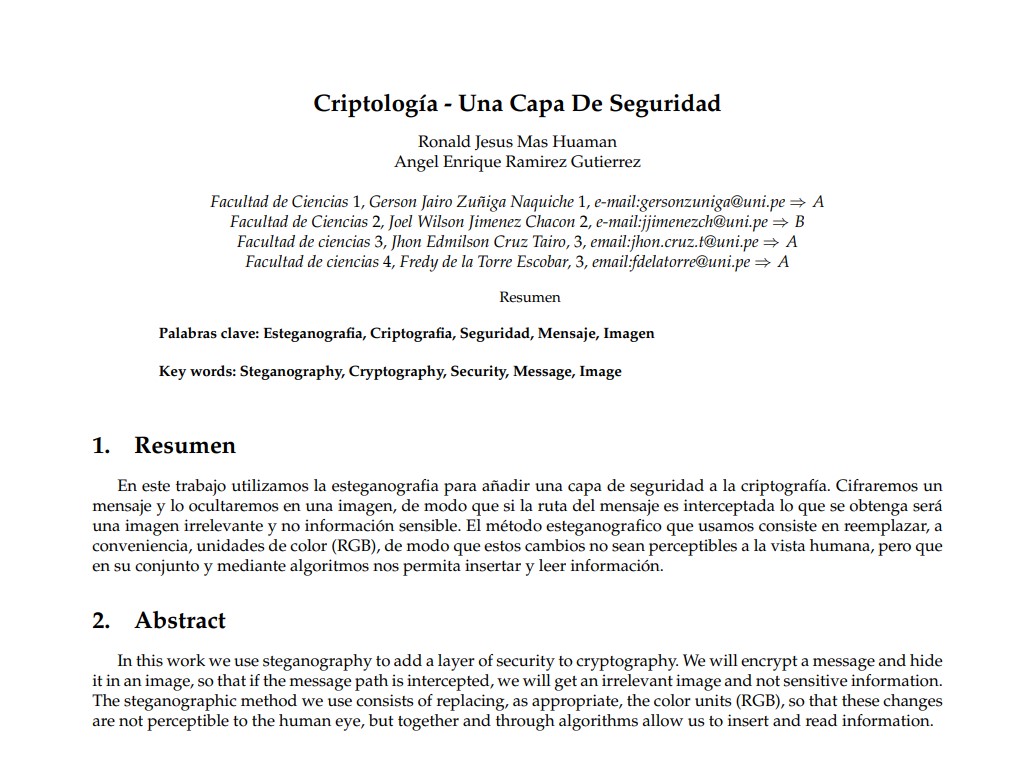 Criptología - Una Capa De Seguridad
Ronald Jesus Mas Huaman
Angel Enrique Ramirez Gutierrez
Facultad de Ciencias 1, Gerson Jairo Zuñiga Naquiche 1, e-mail:gersonzuniga@uni.pe ⇒ A
Facultad de Ciencias 2, Joel Wilson Jimenez Chacon 2, e-mail:jjimenezch@uni.pe ⇒ B
Facultad de ciencias 3, Jhon Edmilson Cruz Tairo, 3, email:jhon.cruz.t@uni.pe ⇒ A
Facultad de ciencias 4, Fredy de la Torre Escobar, 3, email:fdelatorre@uni.pe ⇒ A
Resumen
Palabras clave: Esteganografia, Criptografia, Seguridad, Mensaje, Imagen
Key words: Steganography, Cryptography, Security, Message, Image
1. Resumen
En este trabajo utilizamos la esteganografia para añadir una capa de seguridad a la criptografía. Cifraremos un
mensaje y lo ocultaremos en una imagen, de modo que si la ruta del mensaje es interceptada lo que se obtenga será
una imagen irrelevante y no información sensible. El método esteganografico que usamos consiste en reemplazar, a
conveniencia, unidades de color (RGB), de modo que estos cambios no sean perceptibles a la vista humana, pero que
en su conjunto y mediante algoritmos nos permita insertar y leer información.
2. Abstract
In this work we use steganography to add a layer of security to cryptography. We will encrypt a message and hide
it in an image, so that if the message path is intercepted, we will get an irrelevant image and not sensitive information.
The steganographic method we use consists of replacing, as appropriate, the color units (RGB), so that these changes
are not perceptible to the human eye, but together and through algorithms allow us to insert and read information.